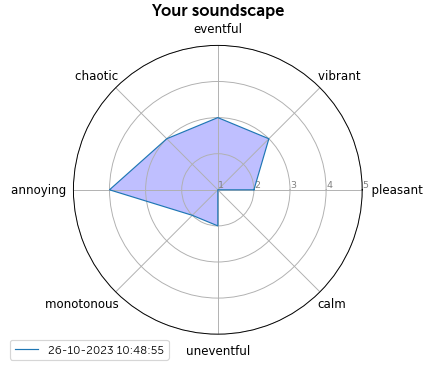 Your soundscape
eventful
chaotic
vibrant
annoying
1
2
3
4
5
pleasant
monotonous
calm
uneventful
26-10-2023 10:48:55